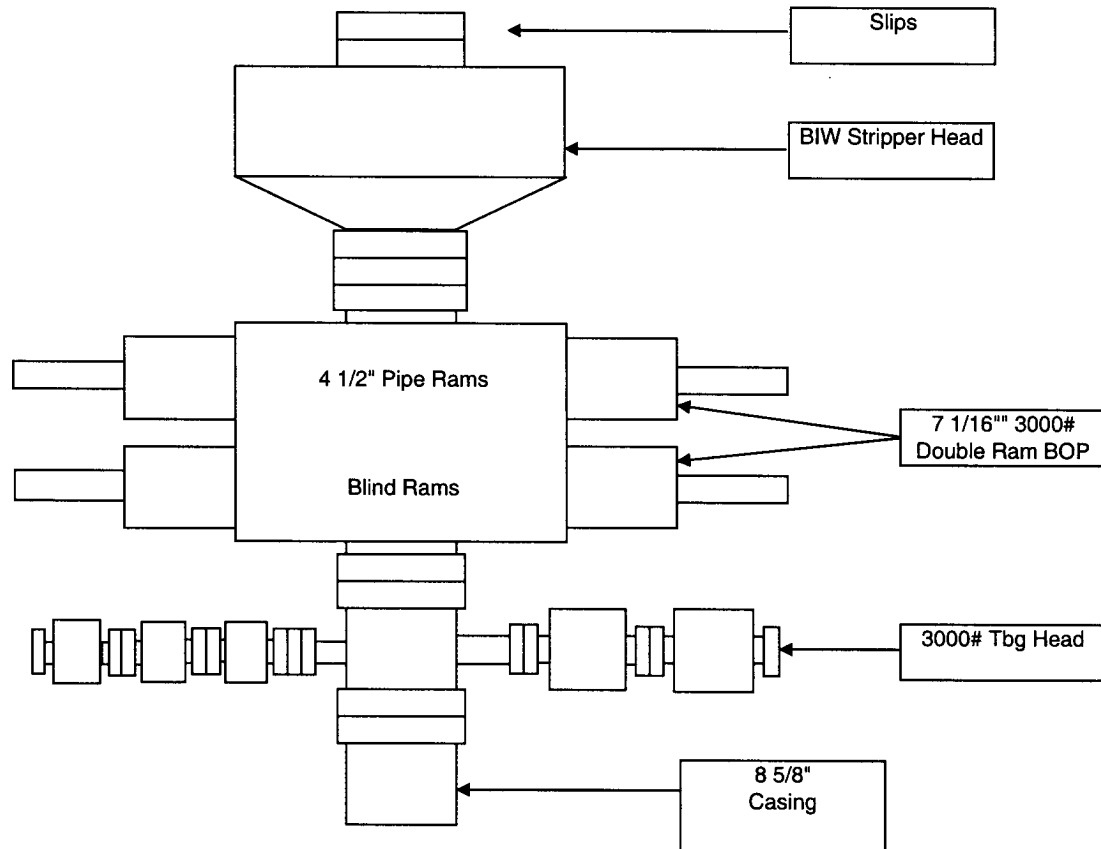 Slips
BIW Stripper Head
4 1/2" Pipe Rams
7 1/16"" 3000#
Double Ram BOP
Blind Rams
3000# Tbg Head
8 5/8"
Casing